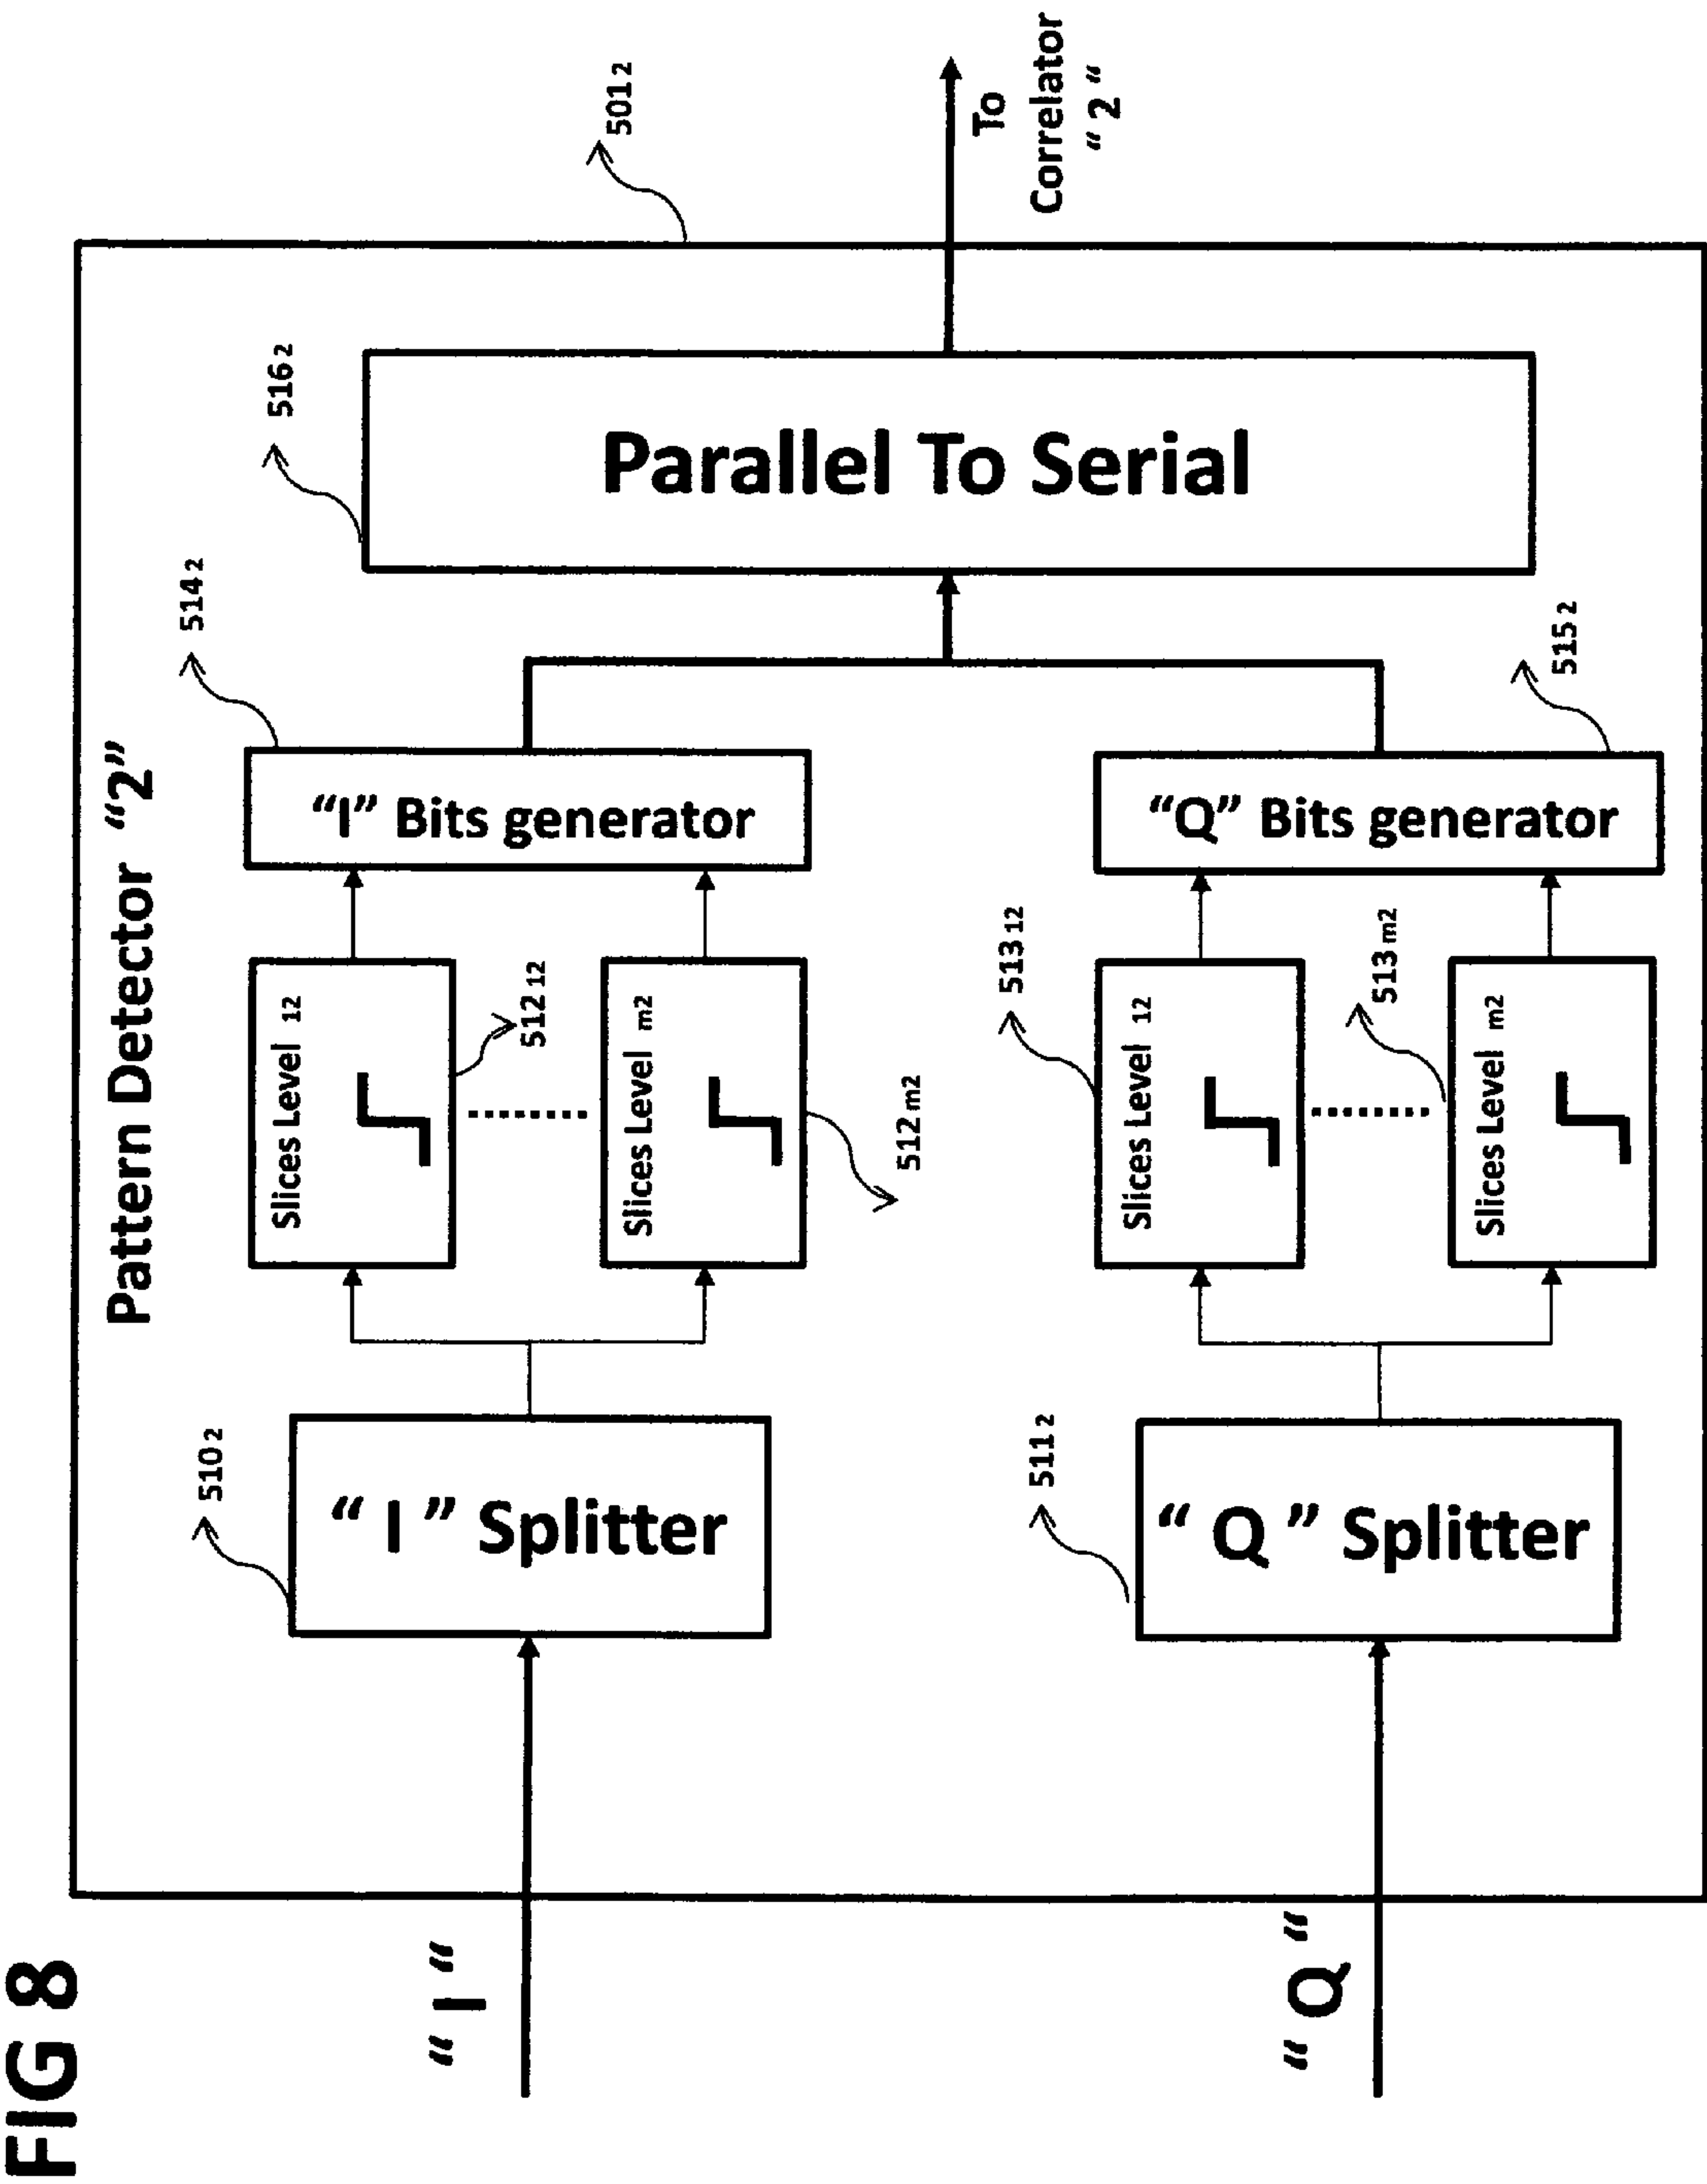 FIG 8
Pattern Detector “2”
501 2
“ I “
510 2
“ I ” Splitter
Slices Level 12
512 12
Slices Level m2
512 m2
514 2
“I” Bits generator
516 2
Parallel To Serial
To
Correlator
“ 2 “
“ Q “
511 2
“ Q ” Splitter
513 12
Slices Level 12
513 m2
Slices Level m2
“Q” Bits generator
515 2